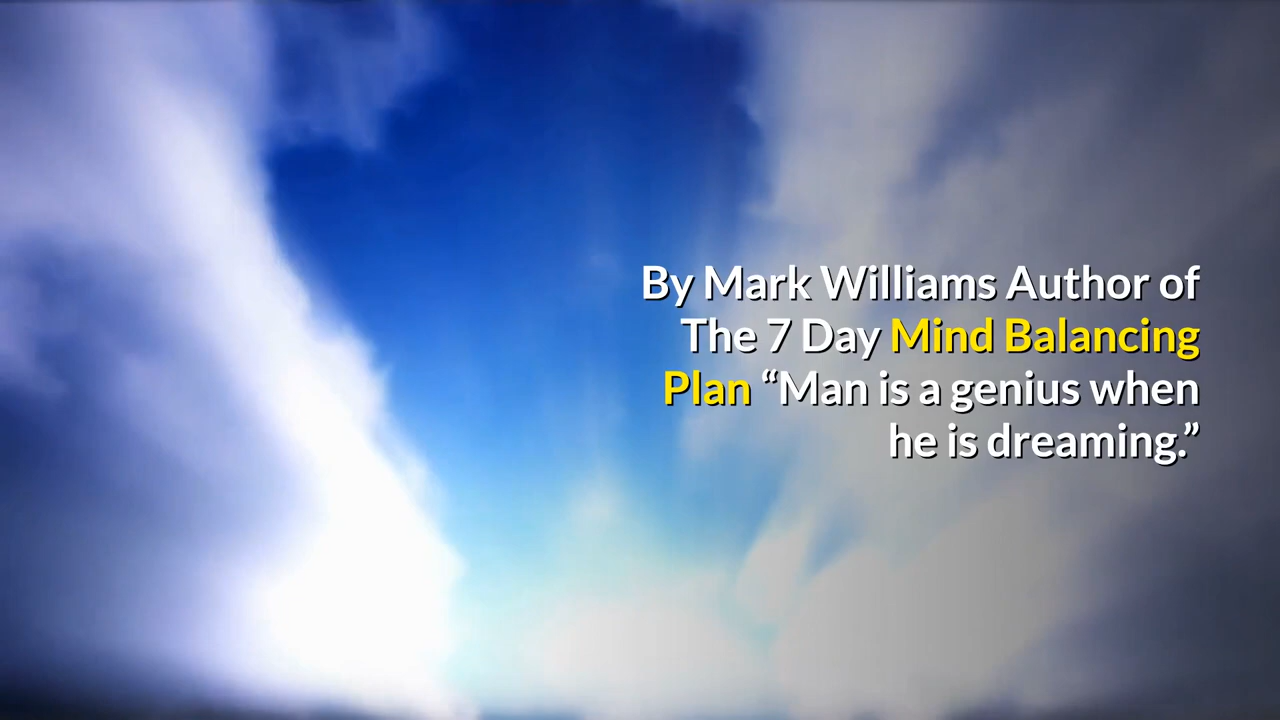 By Mark Williams Author of
The 7 Day Mind Balancing
Plan “Man is a genius when
he is dreaming.”